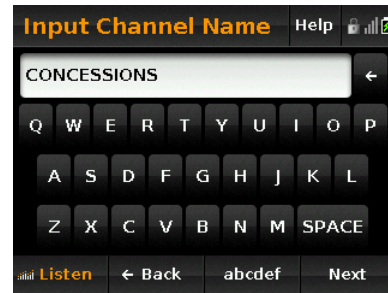 Input Channel Name Help
CONCESSIONS ←
Q W E R T Y U I O P
A S D F G H J K L
Z X C V B N M SPACE
Listen ← Back abcdef Next